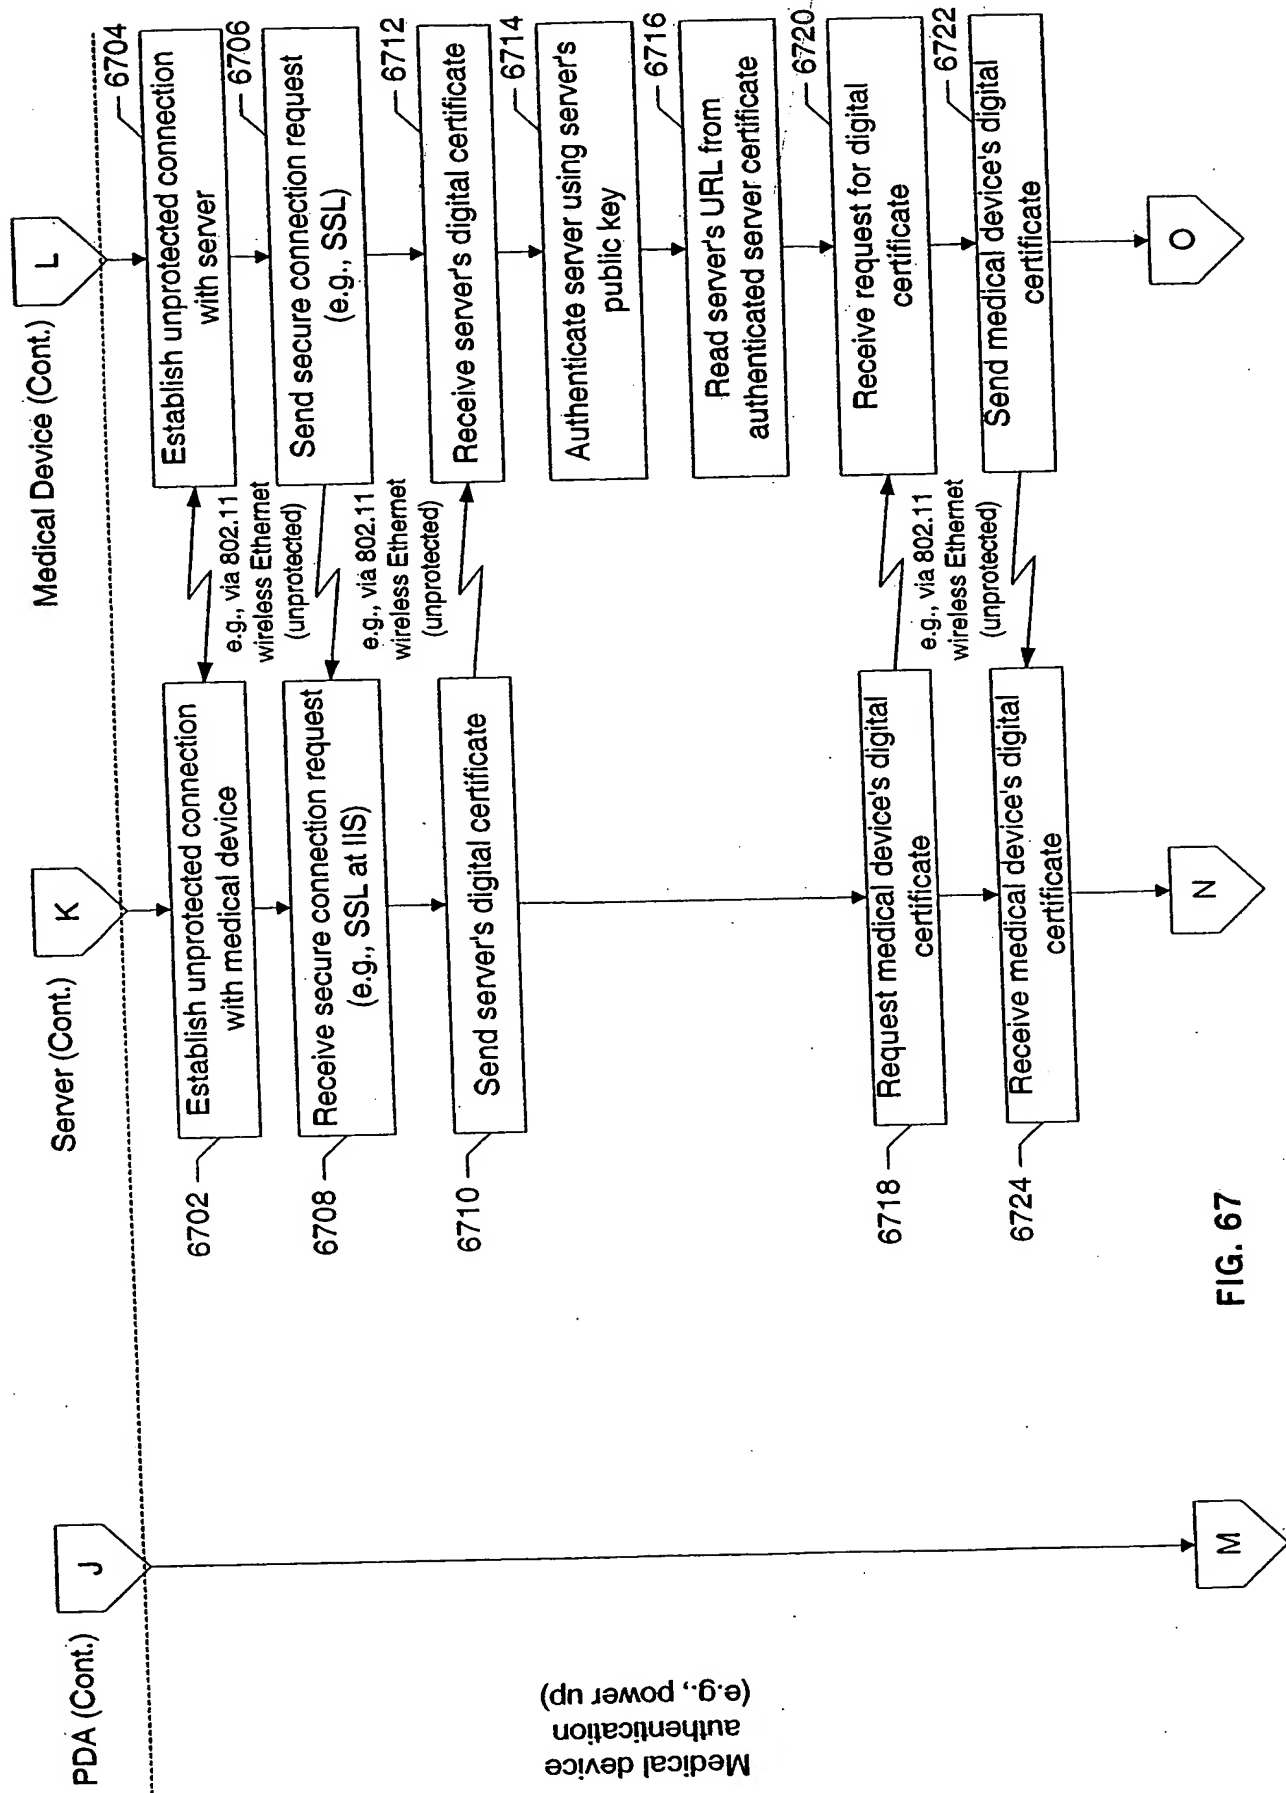 PDA (Cont.)
Server (Cont.)
Medical Device (Cont.)
J
K
L
Medical device
authentication
(e.g., power up)
6702
Establish unprotected connection
with medical device
6704
Establish unprotected connection
with server
e.g., via 802.11
wireless Ethernet
(unprotected)
6706
Send secure connection request
(e.g., SSL)
6708
Receive secure connection request
(e.g., SSL at IIS)
e.g., via 802.11
wireless Ethernet
(unprotected)
6710
Send server's digital certificate
6712
Receive server's digital certificate
6714
Authenticate server using server's
public key
6716
Read server's URL from
authenticated server certificate
6718
Request medical device's digital
certificate
6720
Receive request for digital
certificate
e.g., via 802.11
wireless Ethernet
(unprotected)
6722
Send medical device's digital
certificate
6724
Receive medical device's digital
certificate
M
N
O
FIG. 67